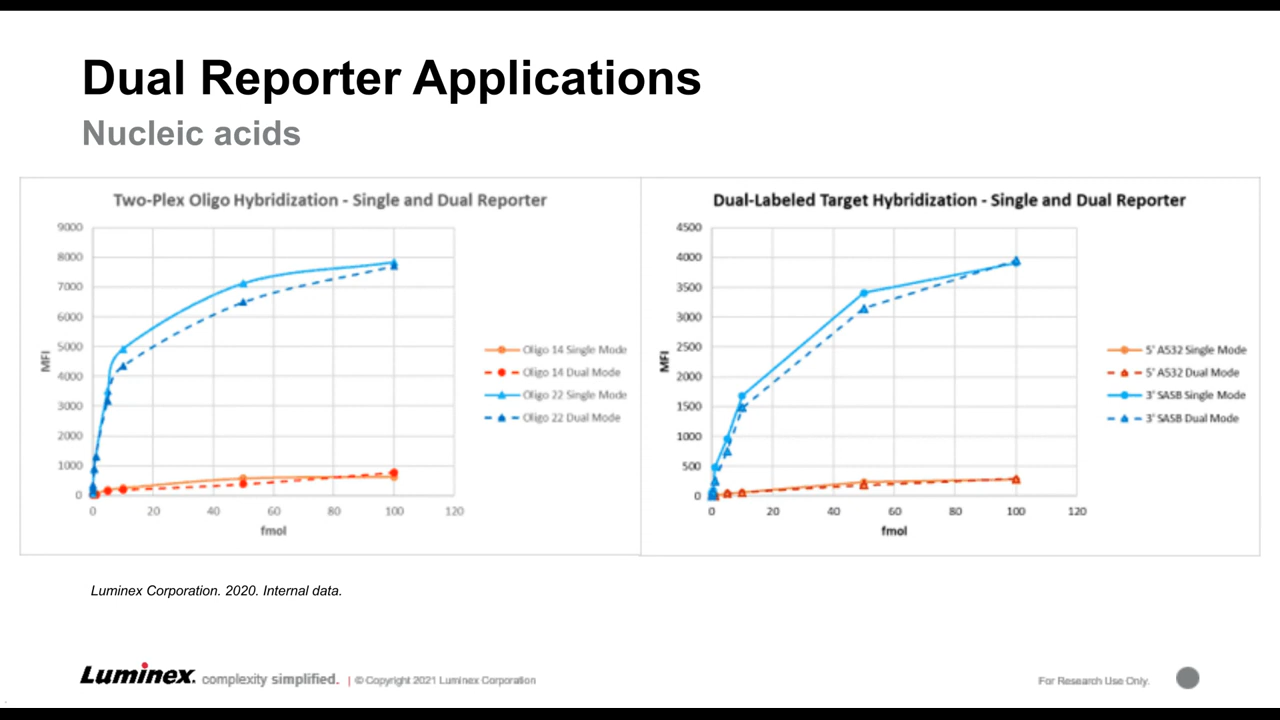 Dual Reporter Applications
Nucleic acids
Two-Plex Oligo Hybridization - Single and Dual Reporter
9000
8000
7000
6000
5000
4000
3000
2000
1000
0
MFI
0 20 40 60 80 100 120
fmol
Oligo 14 Single Mode
Oligo 14 Dual Mode
Oligo 22 Single Mode
Oligo 22 Dual Mode
Dual-Labeled Target Hybridization - Single and Dual Reporter
4500
4000
3500
3000
2500
2000
1500
1000
500
0
MFI
0 20 40 60 80 100 120
fmol
5' A532 Single Mode
5' A532 Dual Mode
3' SASB Single Mode
3' SASB Dual Mode
Luminex Corporation. 2020. Internal data.
Luminex. complexity simplified. | © Copyright 2021 Luminex Corporation
For Research Use Only.